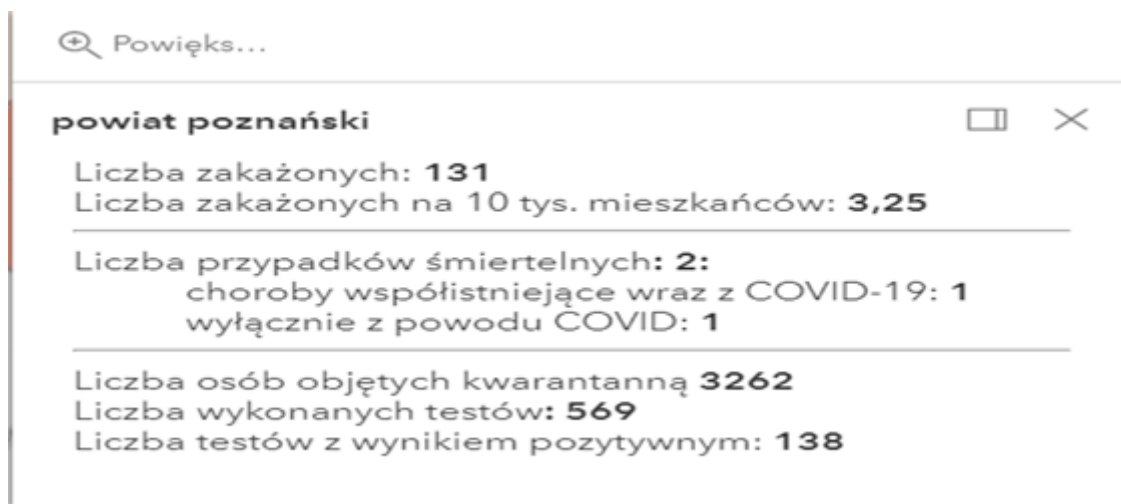 Powięks...
powiat poznański
Liczba zakażonych: 131
Liczba zakażonych na 10 tys. mieszkańców: 3,25
Liczba przypadków śmiertelnych: 2:
choroby współistniejące wraz z COVID-19: 1
wyłącznie z powodu COVID: 1
Liczba osób objętych kwarantanną 3262
Liczba wykonanych testów: 569
Liczba testów z wynikiem pozytywnym: 138